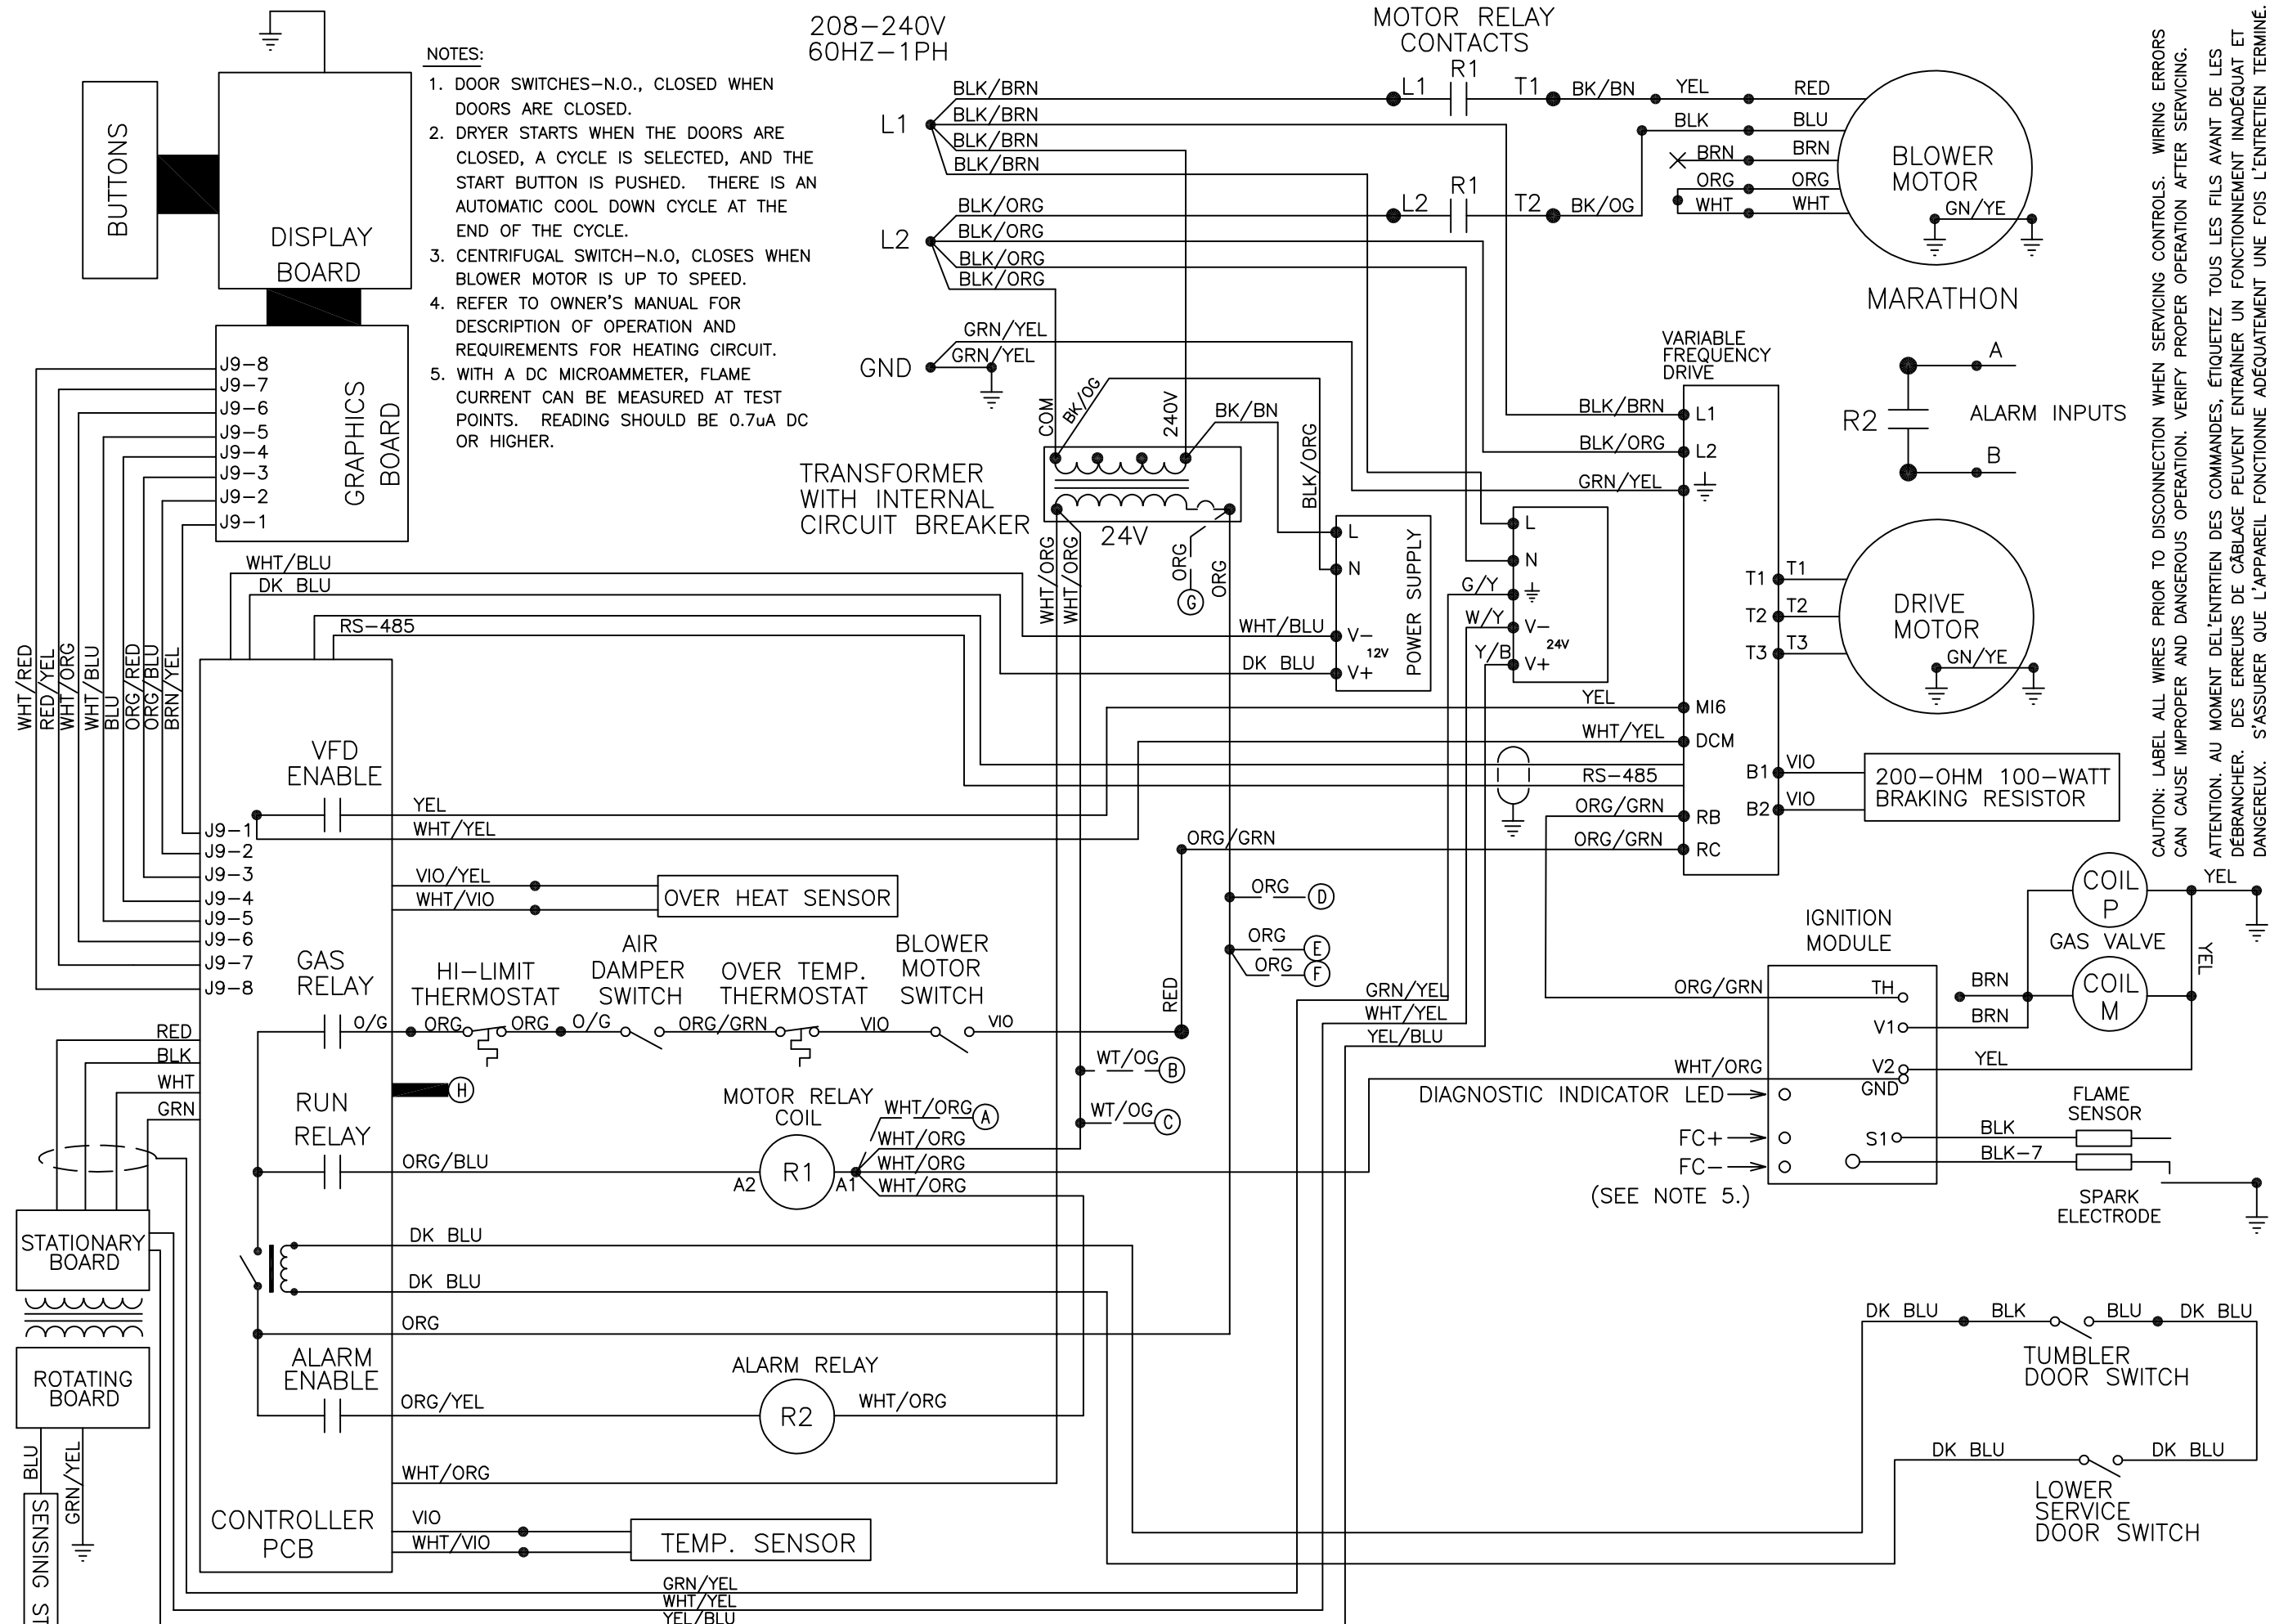 208-240V
60HZ-1PH
MOTOR RELAY
CONTACTS
NOTES:
1. DOOR SWITCHES-N.O., CLOSED WHEN
DOORS ARE CLOSED.
2. DRYER STARTS WHEN THE DOORS ARE
CLOSED, A CYCLE IS SELECTED, AND THE
START BUTTON IS PUSHED. THERE IS AN
AUTOMATIC COOL DOWN CYCLE AT THE
END OF THE CYCLE.
3. CENTRIFUGAL SWITCH-N.O, CLOSES WHEN
BLOWER MOTOR IS UP TO SPEED.
4. REFER TO OWNER'S MANUAL FOR
DESCRIPTION OF OPERATION AND
REQUIREMENTS FOR HEATING CIRCUIT.
5. WITH A DC MICROAMMETER, FLAME
CURRENT CAN BE MEASURED AT TEST
POINTS. READING SHOULD BE 0.7uA DC
OR HIGHER.
BUTTONS
DISPLAY
BOARD
GRAPHICS
BOARD
J9-8
J9-7
J9-6
J9-5
J9-4
J9-3
J9-2
J9-1
WHT/RED
RED/YEL
WHT/ORG
WHT/BLU
BLU
ORG/RED
ORG/BLU
BRN/YEL
L1
BLK/BRN
BLK/BRN
BLK/BRN
BLK/BRN
L2
BLK/ORG
BLK/ORG
BLK/ORG
BLK/ORG
GND
GRN/YEL
GRN/YEL
L1
R1
T1
BK/BN
YEL
RED
L2
R1
T2
BK/OG
BLK
BLU
BRN
BRN
ORG
ORG
WHT
WHT
BLOWER
MOTOR
GN/YE
MARATHON
CAUTION: LABEL ALL WIRES PRIOR TO DISCONNECTION WHEN SERVICING CONTROLS. WIRING ERRORS
CAN CAUSE IMPROPER AND DANGEROUS OPERATION. VERIFY PROPER OPERATION AFTER SERVICING.
ATTENTION. AU MOMENT DEL'ENTRETIEN DES COMMANDES, ÉTIQUETEZ TOUS LES FILS AVANT DE LES
DÉBRANCHER. DES ERREURS DE CÂBLAGE PEUVENT ENTRAÎNER UN FONCTIONNEMENT INADÉQUAT ET
DANGEREUX. S'ASSURER QUE L'APPAREIL FONCTIONNE ADÉQUATEMENT UNE FOIS L'ENTRETIEN TERMINÉ.
TRANSFORMER
WITH INTERNAL
CIRCUIT BREAKER
COM
BK/OG
240V
BK/BN
BLK/ORG
24V
WHT/ORG
WHT/ORG
ORG
G
ORG
L
N
V-
12V
V+
POWER SUPPLY
WHT/BLU
DK BLU
L
N
V-
24V
V+
G/Y
W/Y
Y/B
VARIABLE
FREQUENCY
DRIVE
BLK/BRN
L1
BLK/ORG
L2
GRN/YEL
YEL
MI6
WHT/YEL
DCM
RS-485
ORG/GRN
RB
ORG/GRN
RC
T1
T1
T2
T2
T3
T3
B1
VIO
B2
VIO
A
R2
ALARM INPUTS
B
DRIVE
MOTOR
GN/YE
200-OHM 100-WATT
BRAKING RESISTOR
WHT/BLU
DK BLU
RS-485
VFD
ENABLE
YEL
WHT/YEL
J9-1
J9-2
J9-3
J9-4
J9-5
J9-6
J9-7
J9-8
VIO/YEL
WHT/VIO
OVER HEAT SENSOR
GAS
RELAY
O/G
ORG
HI-LIMIT
THERMOSTAT
ORG
O/G
AIR
DAMPER
SWITCH
ORG/GRN
OVER TEMP.
THERMOSTAT
VIO
BLOWER
MOTOR
SWITCH
VIO
RED
ORG/GRN
ORG
D
ORG
E
ORG
F
GRN/YEL
WHT/YEL
YEL/BLU
WT/OG
B
WT/OG
C
H
RED
BLK
WHT
GRN
RUN
RELAY
ORG/BLU
MOTOR RELAY
COIL
A2
R1
A1
WHT/ORG
A
WHT/ORG
WHT/ORG
WHT/ORG
DK BLU
DK BLU
ORG
ALARM
ENABLE
ORG/YEL
ALARM RELAY
R2
WHT/ORG
WHT/ORG
CONTROLLER
PCB
VIO
WHT/VIO
TEMP. SENSOR
GRN/YEL
WHT/YEL
YEL/BLU
STATIONARY
BOARD
ROTATING
BOARD
BLU
GRN/YEL
IGNITION
MODULE
ORG/GRN
TH
V1
V2
WHT/ORG
GND
DIAGNOSTIC INDICATOR LED
FC+
FC-
(SEE NOTE 5.)
S1
BRN
BRN
YEL
COIL
P
GAS VALVE
COIL
M
YEL
YEL
FLAME
SENSOR
BLK
BLK-7
SPARK
ELECTRODE
DK BLU
BLK
BLU
DK BLU
TUMBLER
DOOR SWITCH
DK BLU
DK BLU
LOWER
SERVICE
DOOR SWITCH
SENSING